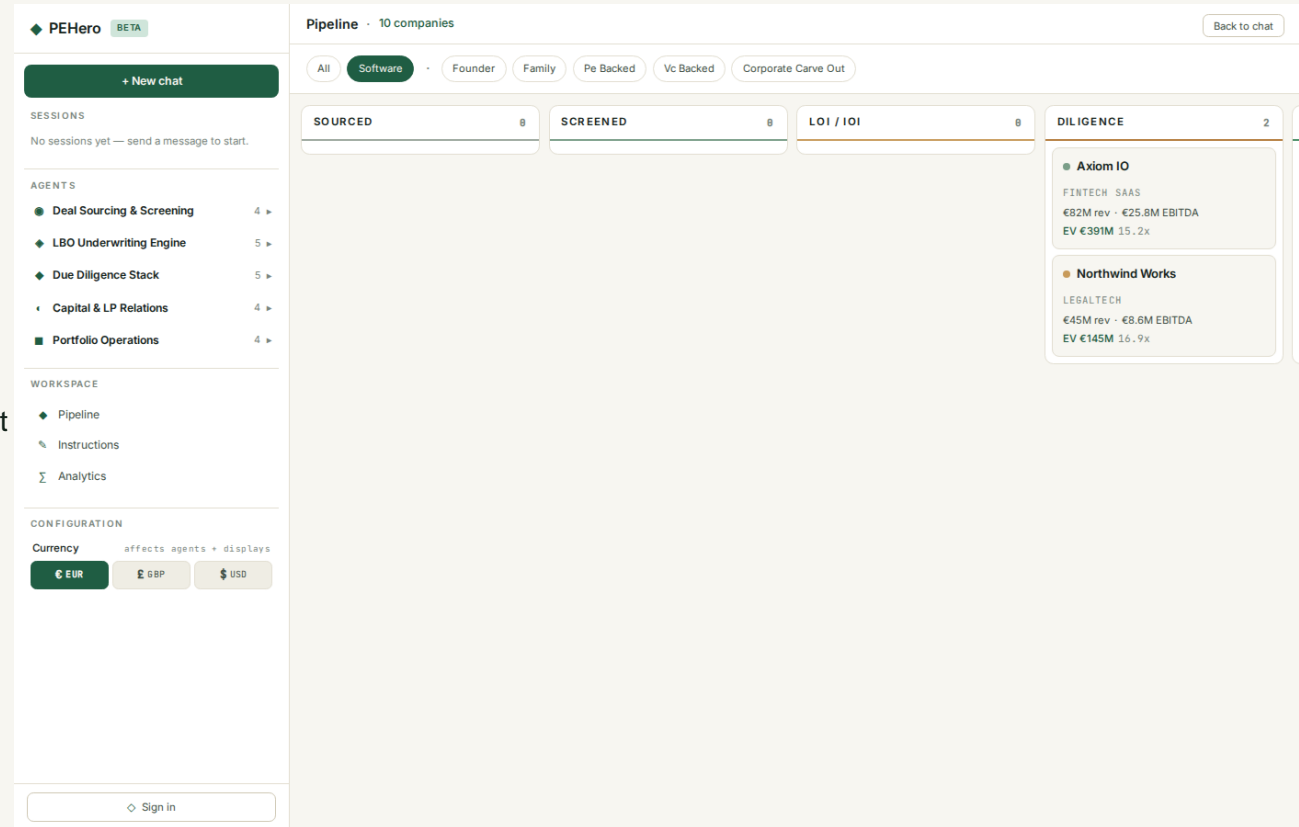 PEHero BETA
+ New chat
SESSIONS
No sessions yet — send a message to start.
AGENTS
Deal Sourcing & Screening 4
LBO Underwriting Engine 5
Due Diligence Stack 5
Capital & LP Relations 4
Portfolio Operations 4
WORKSPACE
Pipeline
Instructions
Analytics
CONFIGURATION
Currency affects agents + displays
€ EUR £ GBP $ USD
Sign in
t
Pipeline · 10 companies
Back to chat
All Software · Founder Family Pe Backed Vc Backed Corporate Carve Out
SOURCED 0
SCREENED 0
LOI / IOI 0
DILIGENCE 2
Axiom IO
FINTECH SAAS
€82M rev · €25.8M EBITDA
EV €391M 15.2x
Northwind Works
LEGALTECH
€45M rev · €8.6M EBITDA
EV €145M 16.9x